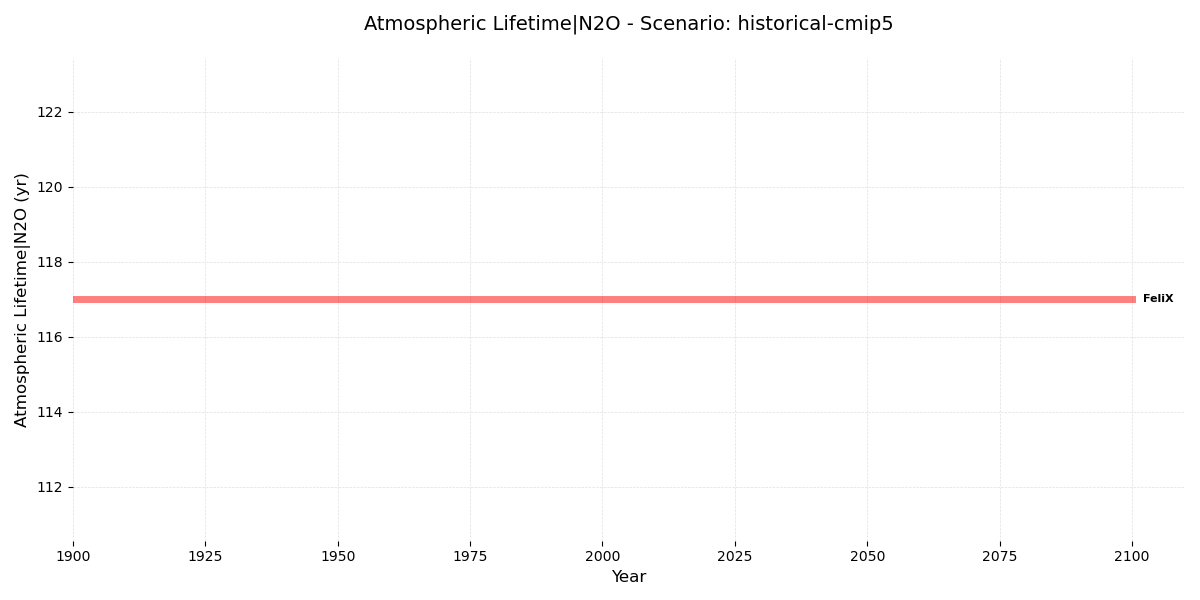 Atmospheric Lifetime|N2O - Scenario: historical-cmip5
Atmospheric Lifetime|N2O (yr)
122
120
118
116
114
112
FeliX
1900 1925 1950 1975 2000 2025 2050 2075 2100
Year